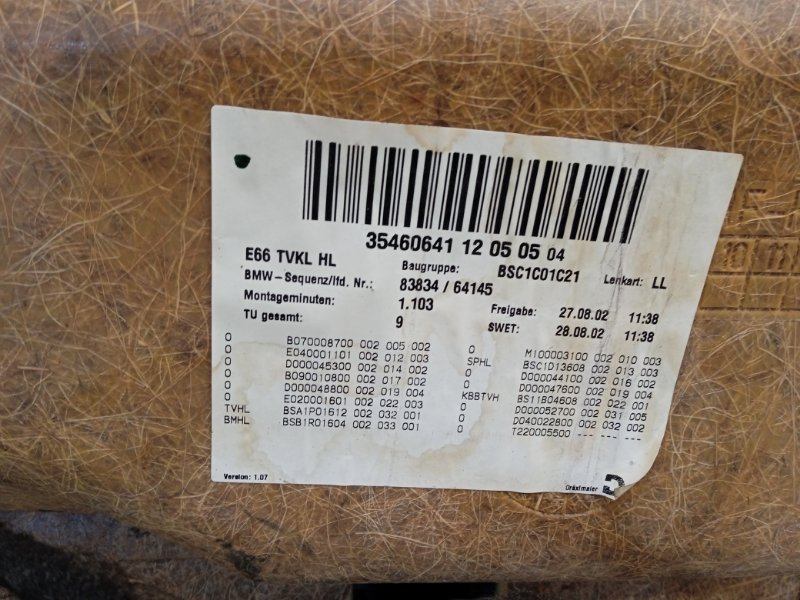 35460641 12 05 05 04
E66 TVKL HL Baugruppe: BSC1C01C21 Lenkart: LL
BMW-Sequenz/lfd. Nr.: 83834 / 64145
Montageminuten: 1.103 Freigabe: 27.08.02 11:38
TU gesamt: 9 SWET: 28.08.02 11:38
0 B070008700 002 005 002 0 M100003100 002 010 003
0 E040001101 002 012 003 SPHL BSC1D13608 002 013 003
0 D000045300 002 014 002 0 D000044100 002 016 002
0 B090010800 002 017 002 0 D000047600 002 019 004
0 D000048800 002 019 004 KBBTVH BS11B04608 002 022 001
0 E020001601 002 022 003 0 D000052700 002 031 005
TVHL BSA1P01612 002 032 001 0 D040022800 002 032 002
BMHL BSB1R01604 002 033 001 T220005500 --- --- ---
Version: 1.07 Dräxlmaier